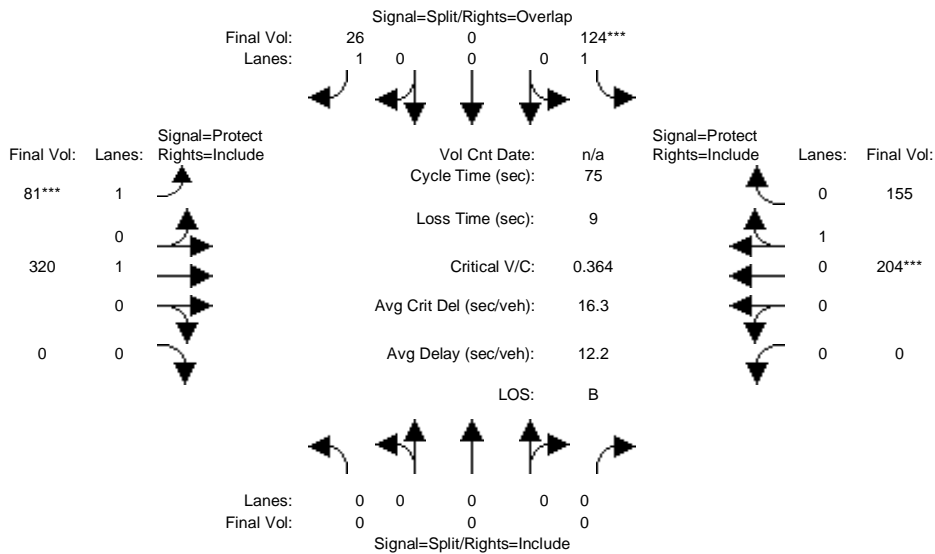 Signal=Split/Rights=Overlap
Final Vol: 26 0 124***
Lanes: 1 0 0 0 1
Signal=Protect
Final Vol: Lanes: Rights=Include
Vol Cnt Date: n/a
Signal=Protect
Rights=Include Lanes: Final Vol:
Cycle Time (sec): 75
81*** 1
0 155
Loss Time (sec): 9
0
1
320 1
Critical V/C: 0.364
0 204***
0
Avg Crit Del (sec/veh): 16.3
0
0 0
Avg Delay (sec/veh): 12.2
0 0
LOS: B
Lanes: 0 0 0 0 0
Final Vol: 0 0 0
Signal=Split/Rights=Include